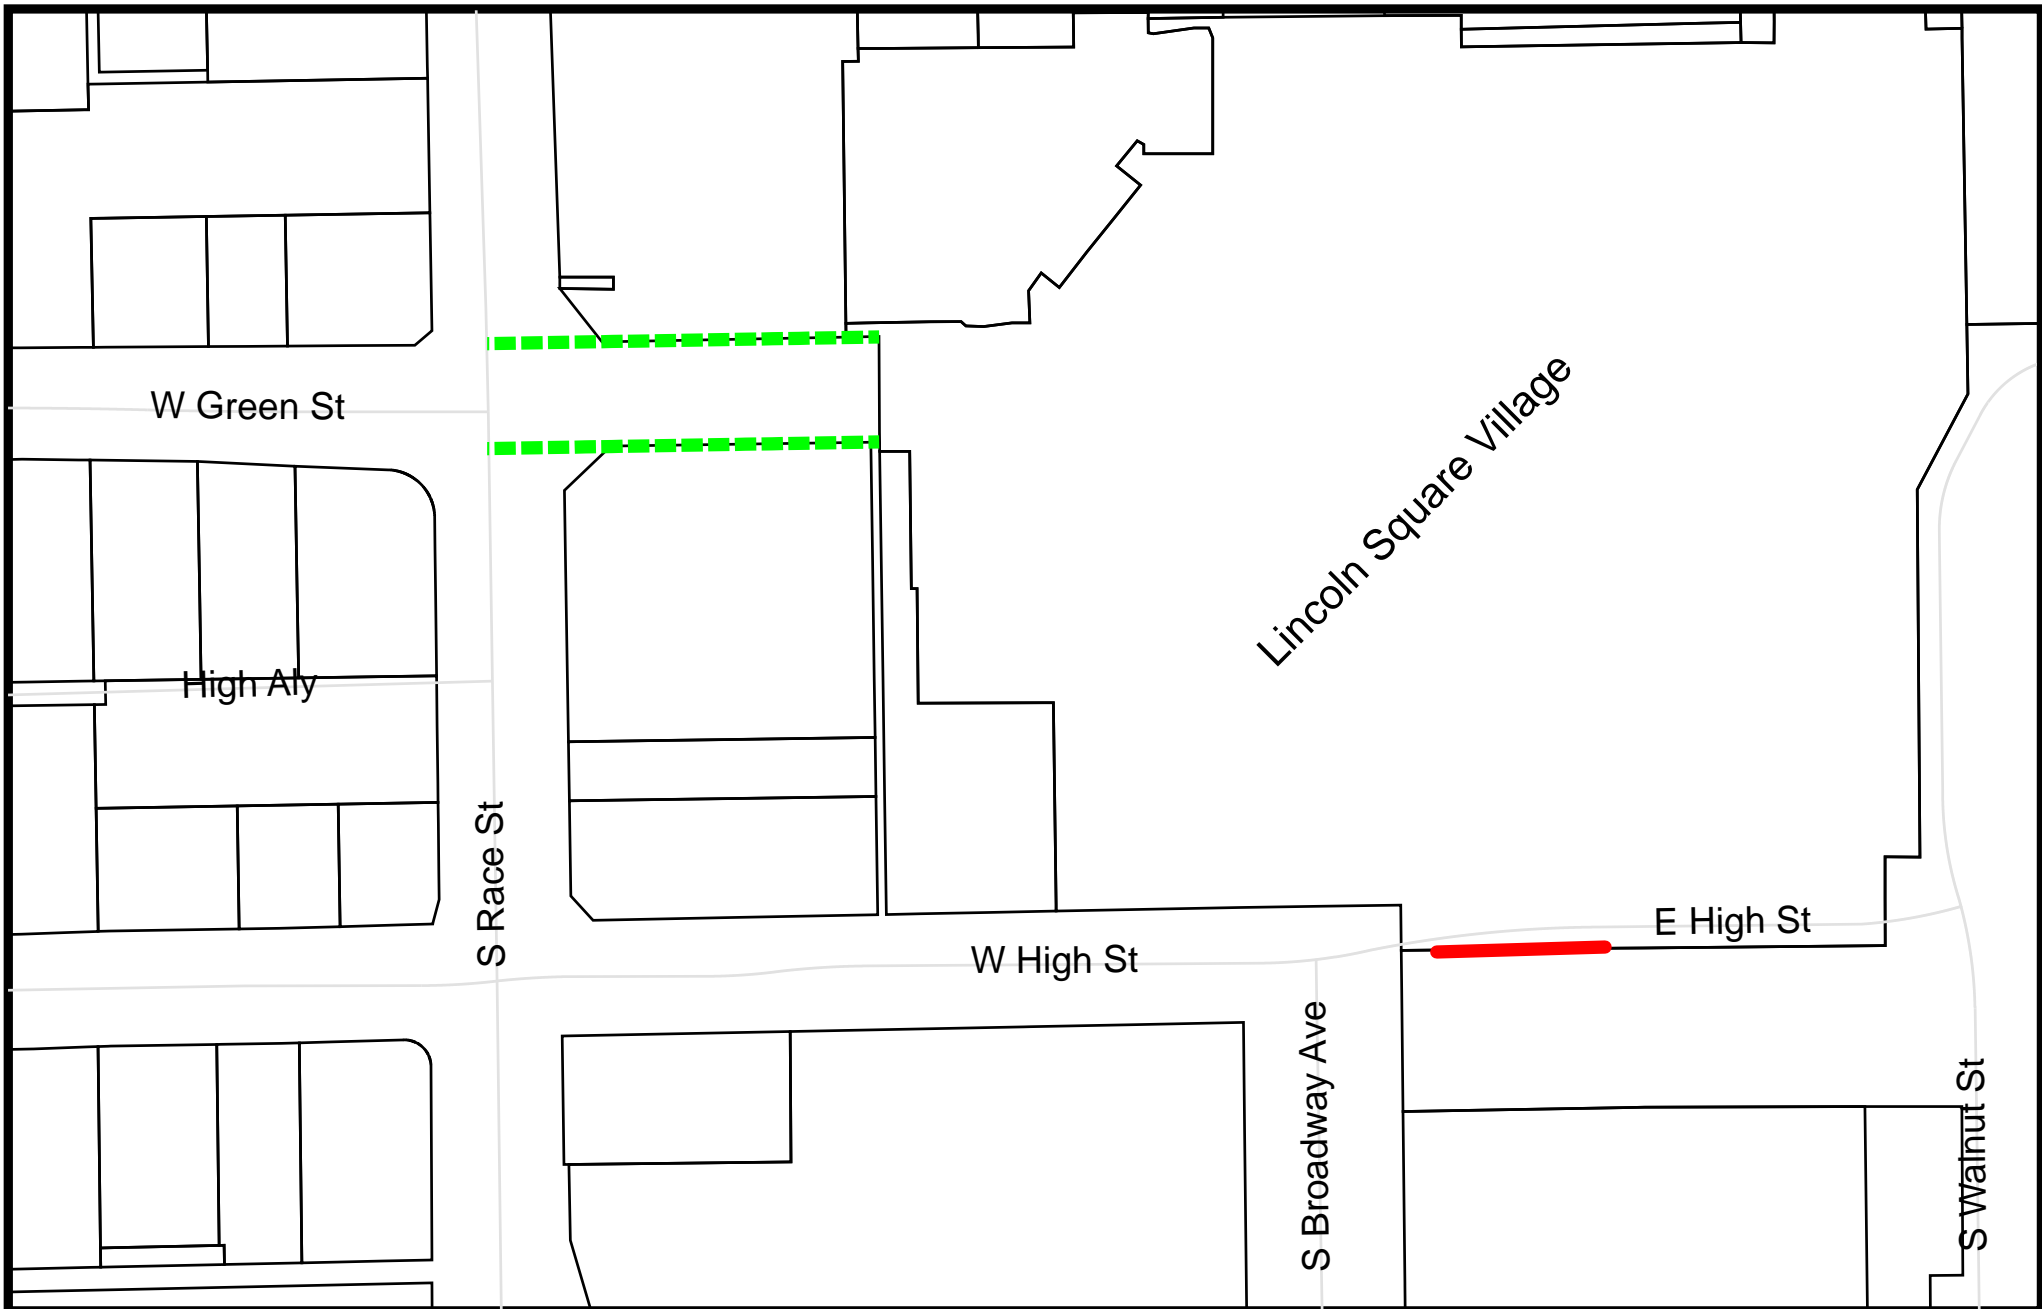 W Green St
Lincoln Square Village
High Aly
S Race St
E High St
W High St
S Broadway Ave
S Walnut St